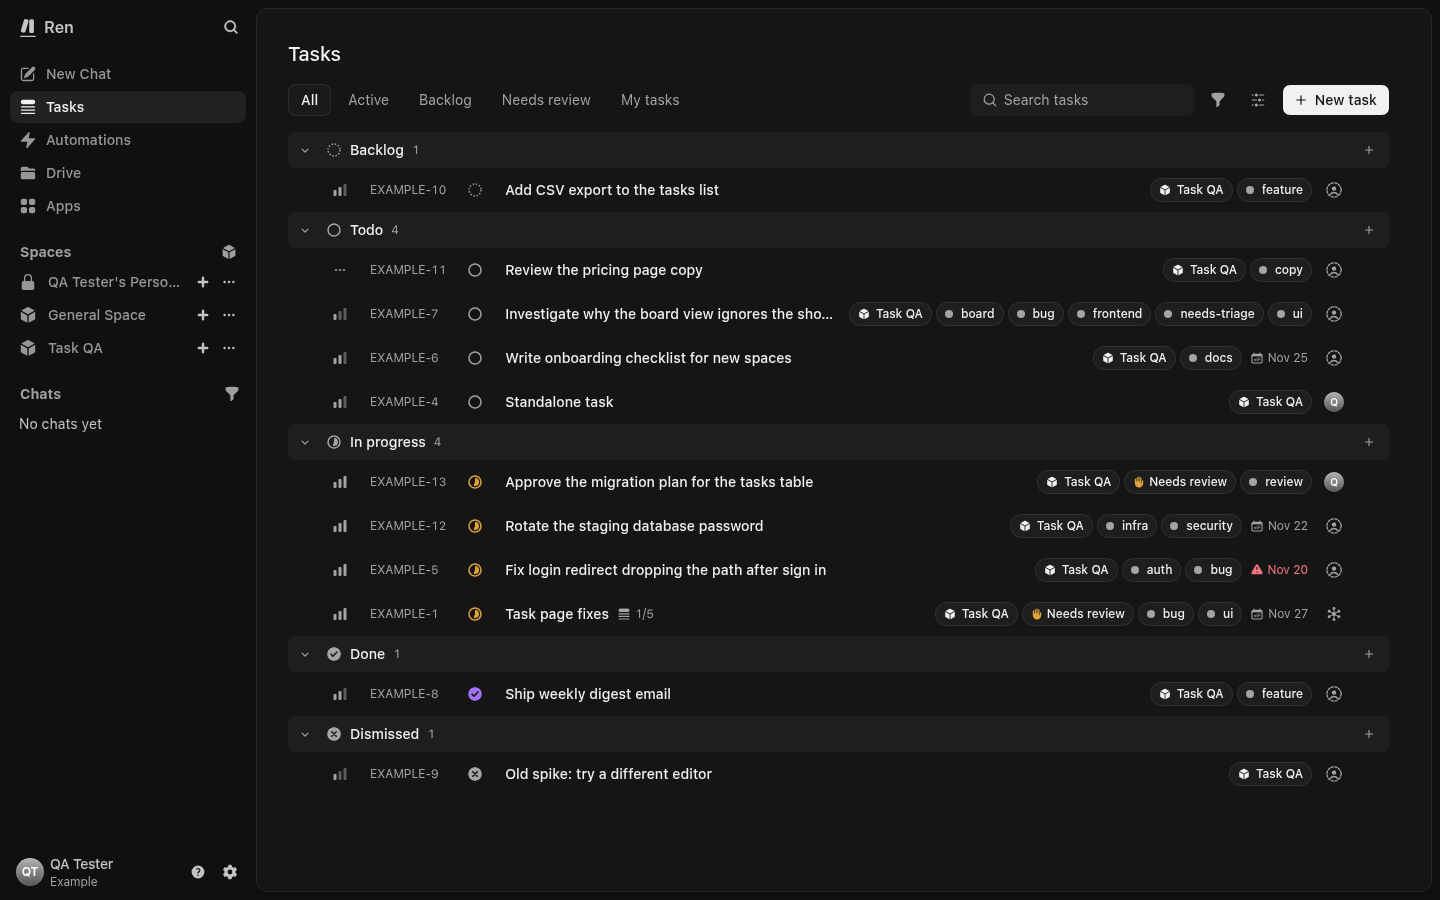 Ren
New Chat
Tasks
Automations
Drive
Apps
Spaces
QA Tester's Perso...
General Space
Task QA
Chats
No chats yet
QT
QA Tester
Example
Tasks
All Active Backlog Needs review My tasks
Search tasks
New task
Backlog 1
EXAMPLE-10 Add CSV export to the tasks list Task QA feature
Todo 4
EXAMPLE-11 Review the pricing page copy Task QA copy
EXAMPLE-7 Investigate why the board view ignores the sho... Task QA board bug frontend needs-triage ui
EXAMPLE-6 Write onboarding checklist for new spaces Task QA docs Nov 25
EXAMPLE-4 Standalone task Task QA Q
In progress 4
EXAMPLE-13 Approve the migration plan for the tasks table Task QA Needs review review Q
EXAMPLE-12 Rotate the staging database password Task QA infra security Nov 22
EXAMPLE-5 Fix login redirect dropping the path after sign in Task QA auth bug Nov 20
EXAMPLE-1 Task page fixes 1/5 Task QA Needs review bug ui Nov 27
Done 1
EXAMPLE-8 Ship weekly digest email Task QA feature
Dismissed 1
EXAMPLE-9 Old spike: try a different editor Task QA